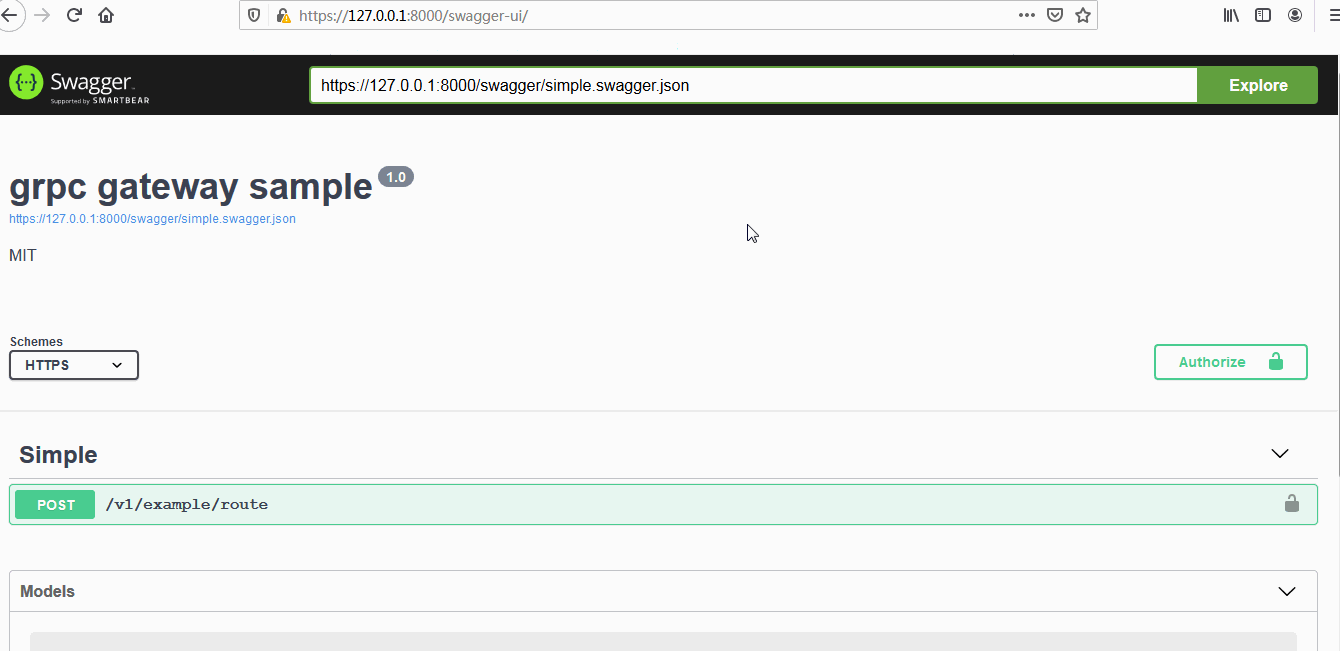 https://127.0.0.1:8000/swagger-ui/
Swagger
Supported by SMARTBEAR
https://127.0.0.1:8000/swagger/simple.swagger.json
Explore
grpc gateway sample 1.0
https://127.0.0.1:8000/swagger/simple.swagger.json
MIT
Schemes
HTTPS
Authorize
Simple
POST /v1/example/route
Models